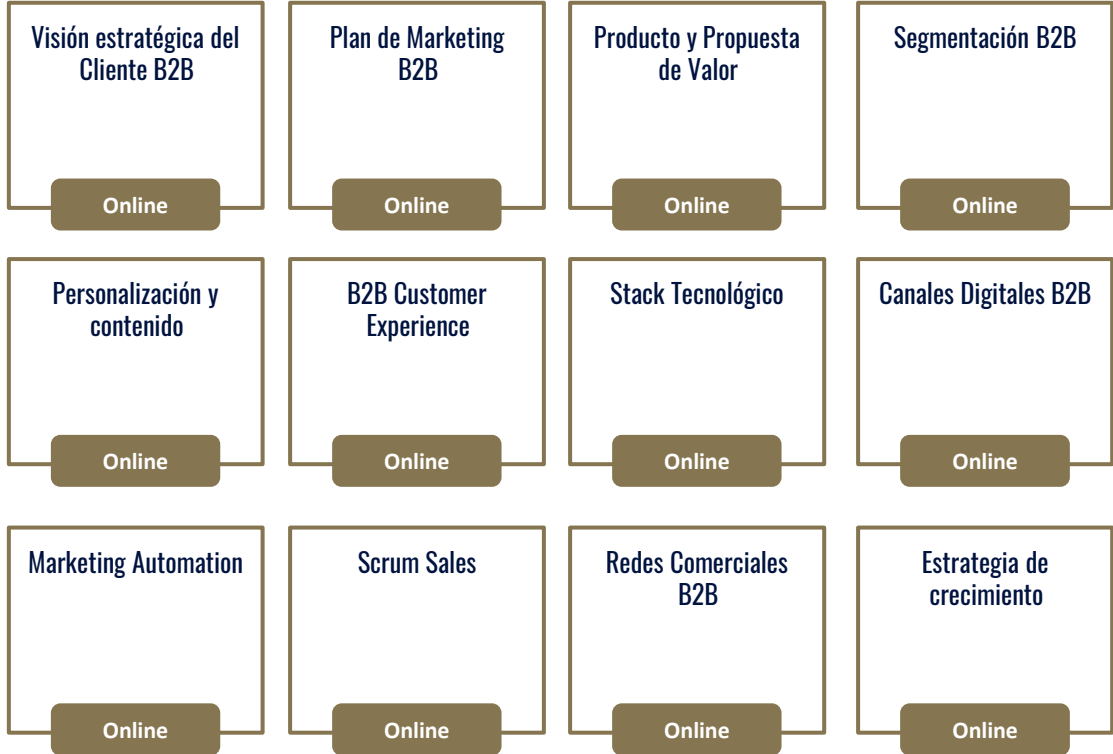 Visión estratégica del
Cliente B2B
Online
Plan de Marketing
B2B
Online
Producto y Propuesta
de Valor
Online
Segmentación B2B
Online
Personalización y
contenido
Online
B2B Customer
Experience
Online
Stack Tecnológico
Online
Canales Digitales B2B
Online
Marketing Automation
Online
Scrum Sales
Online
Redes Comerciales
B2B
Online
Estrategia de
crecimiento
Online